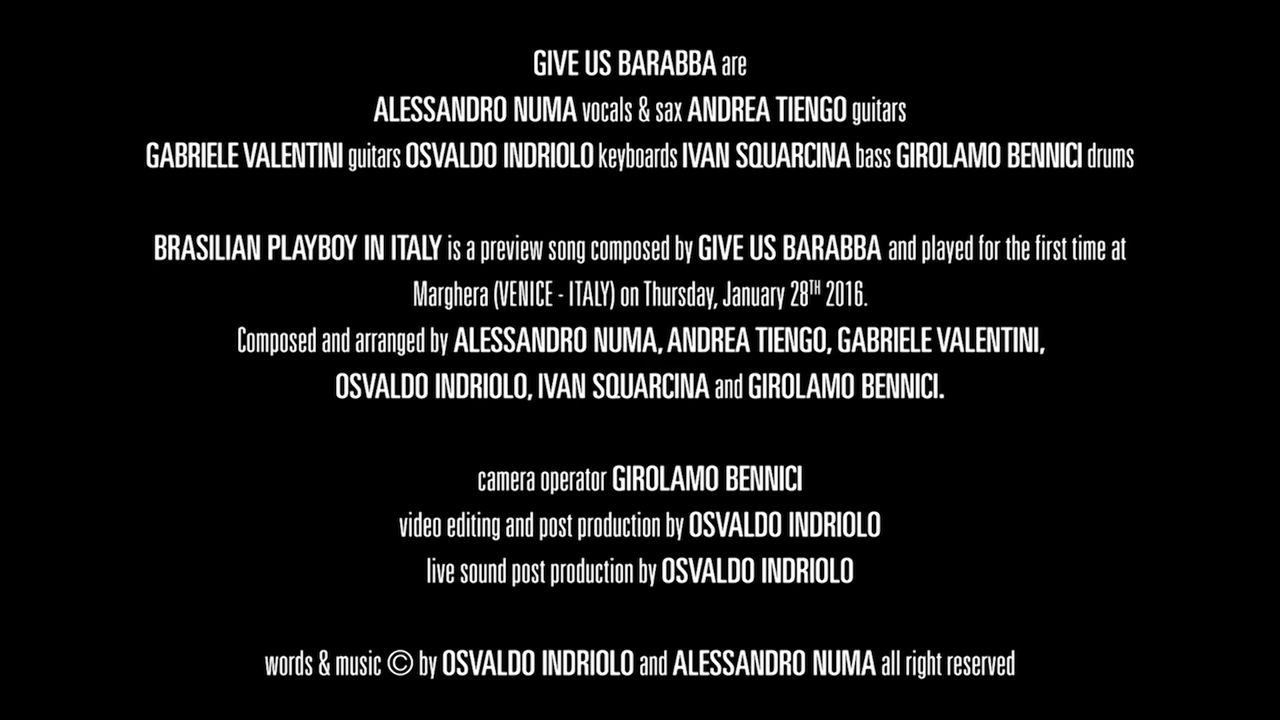 GIVE US BARABBA are
ALESSANDRO NUMA vocals & sax ANDREA TIENGO guitars
GABRIELE VALENTINI guitars OSVALDO INDRIOLO keyboards IVAN SQUARCINA bass GIROLAMO BENNICI drums
BRASILIAN PLAYBOY IN ITALY is a preview song composed by GIVE US BARABBA and played for the first time at
Marghera (VENICE - ITALY) on Thursday, January 28TH 2016.
Composed and arranged by ALESSANDRO NUMA, ANDREA TIENGO, GABRIELE VALENTINI,
OSVALDO INDRIOLO, IVAN SQUARCINA and GIROLAMO BENNICI.
camera operator GIROLAMO BENNICI
video editing and post production by OSVALDO INDRIOLO
live sound post production by OSVALDO INDRIOLO
words & music © by OSVALDO INDRIOLO and ALESSANDRO NUMA all right reserved